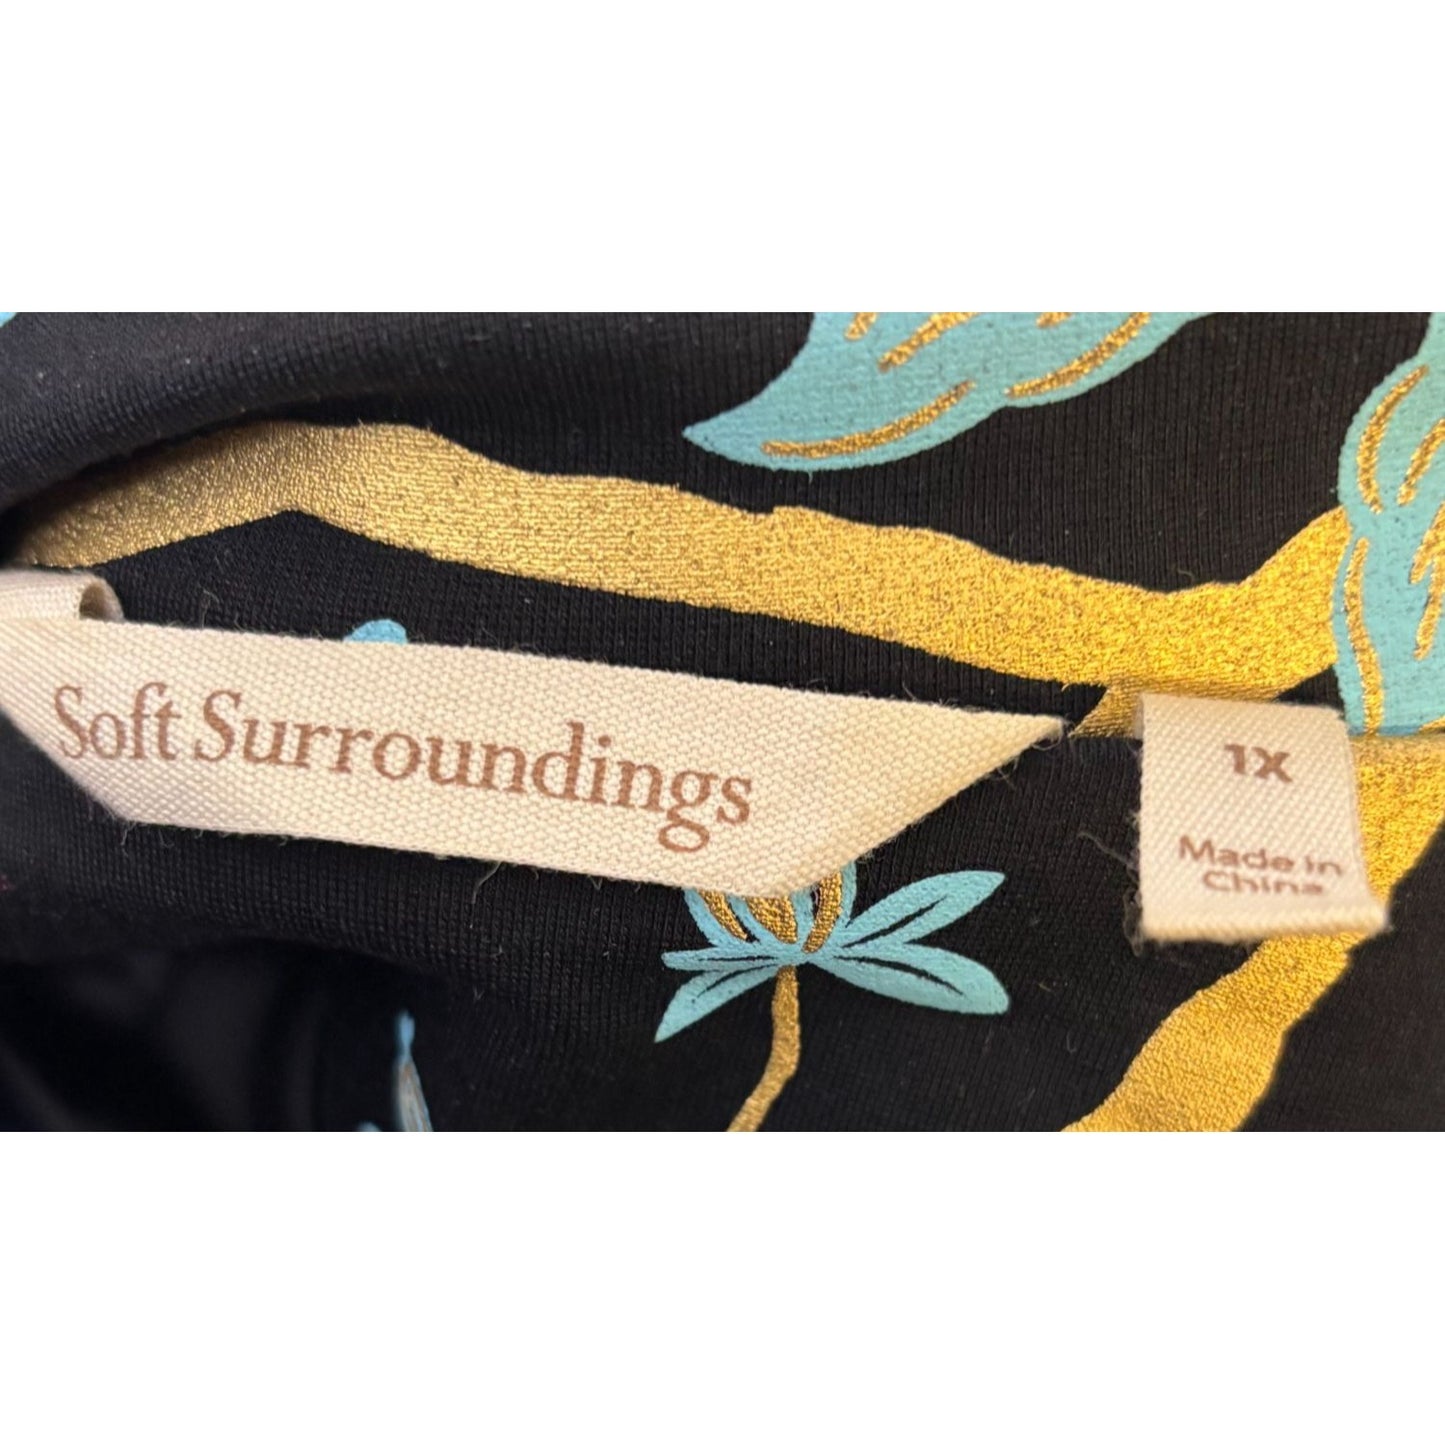 Soft Surroundings
1X
Made in
China